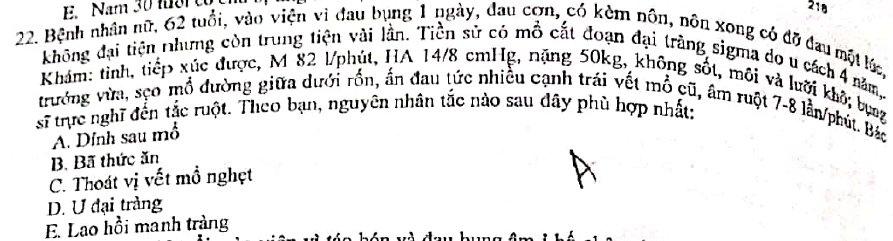 E. Nam 30 tuổi có
218
22. Bệnh nhân nữ, 62 tuổi, vào viện vì đau bụng 1 ngày, đau cơn, có kèm nôn, nôn xong có đỡ đau một lúc,
không đại tiện nhưng còn trung tiện vài lần. Tiền sử có mổ cắt đoạn đại tràng sigma do u cách 4 năm.
Khám: tỉnh, tiếp xúc được, M 82 l/phút, HA 14/8 cmHg, nặng 50kg, không sốt, môi và lưỡi khô; bụng
trướng vừa, sẹo mổ đường giữa dưới rốn, ấn đau tức nhiều cạnh trái vết mổ cũ, âm ruột 7-8 lần/phút. Bác
sĩ trực nghĩ đến tắc ruột. Theo bạn, nguyên nhân tắc nào sau đây phù hợp nhất:
A. Dính sau mổ
B. Bã thức ăn
C. Thoát vị vết mổ nghẹt
A
D. U đại tràng
E. Lao hồi manh tràng